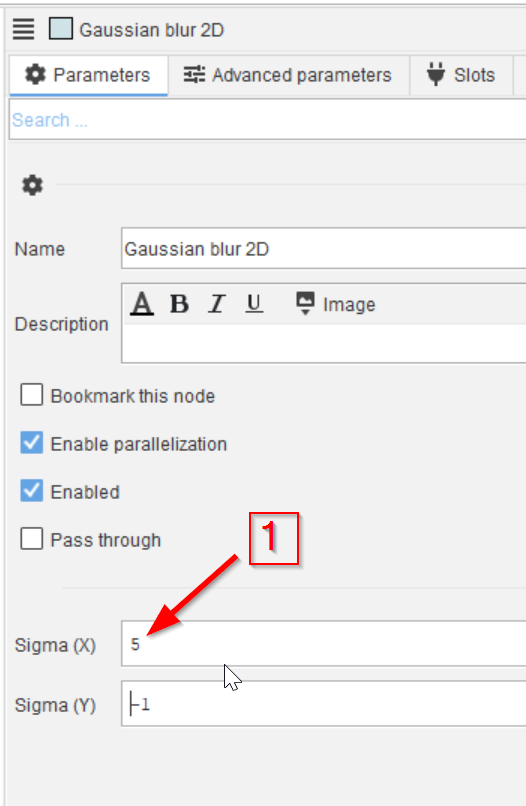 Gaussian blur 2D
Parameters Advanced parameters Slots
Search ...
Name Gaussian blur 2D
A B I U Image
Description
Bookmark this node
Enable parallelization
Enabled
1
Pass through
Sigma (X) 5
Sigma (Y) -1